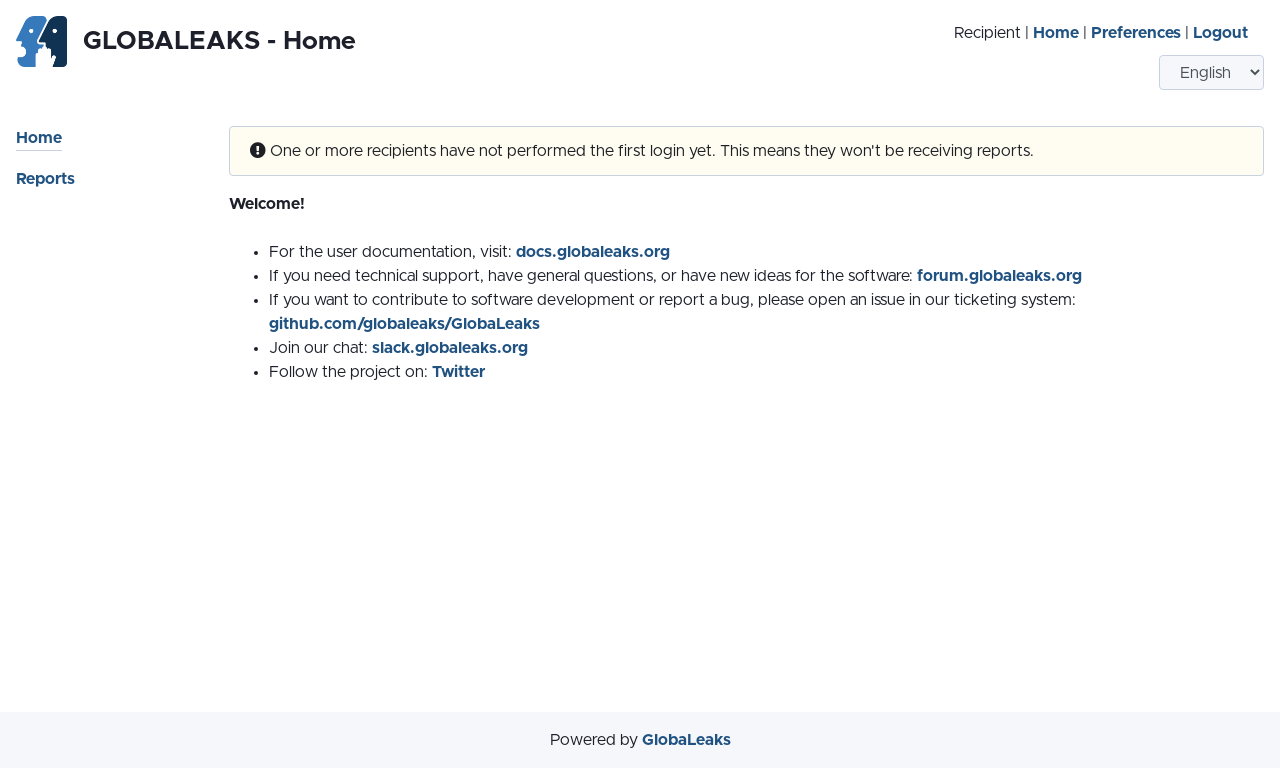 GLOBALEAKS - Home
Recipient | Home | Preferences | Logout
English
Home
Reports
One or more recipients have not performed the first login yet. This means they won't be receiving reports.
Welcome!
• For the user documentation, visit: docs.globaleaks.org
• If you need technical support, have general questions, or have new ideas for the software: forum.globaleaks.org
• If you want to contribute to software development or report a bug, please open an issue in our ticketing system:
github.com/globaleaks/GlobaLeaks
• Join our chat: slack.globaleaks.org
• Follow the project on: Twitter
Powered by GlobaLeaks